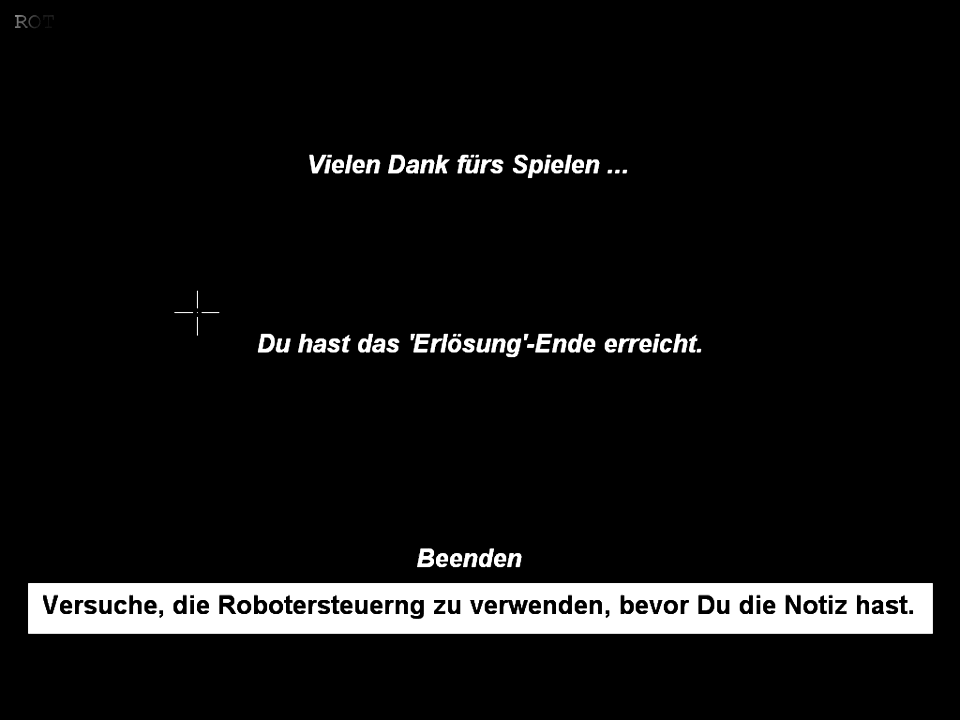 ROT
Vielen Dank fürs Spielen ...
Du hast das 'Erlösung'-Ende erreicht.
Beenden
Versuche, die Robotersteuerng zu verwenden, bevor Du die Notiz hast.